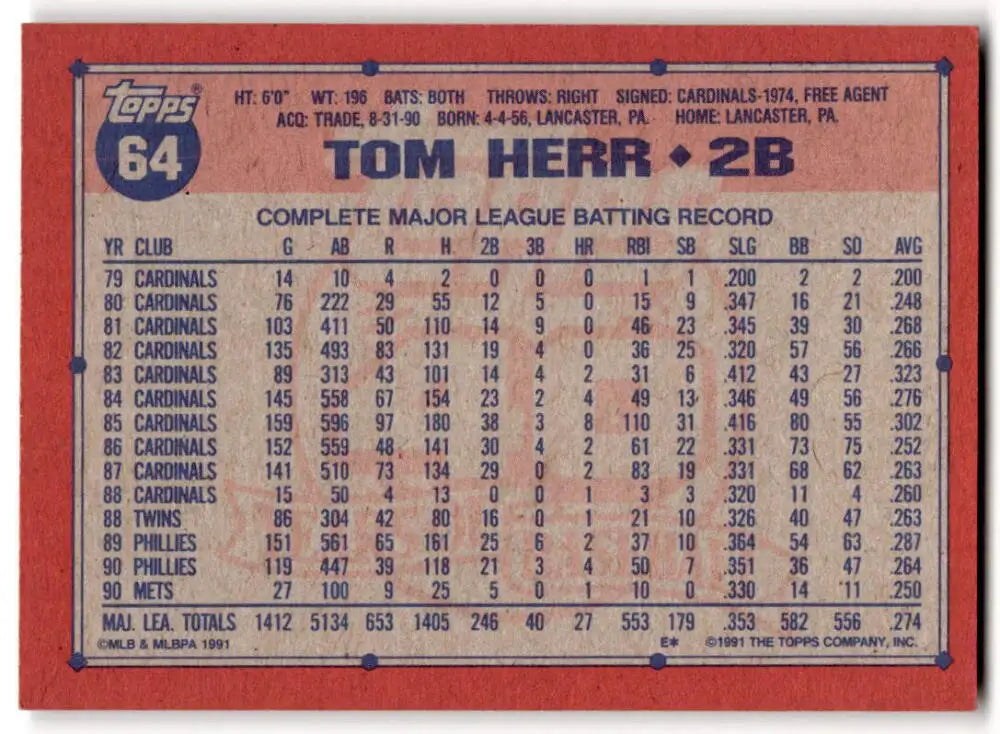 Topps®
64
HT: 6'0" WT: 196 BATS: BOTH THROWS: RIGHT SIGNED: CARDINALS-1974, FREE AGENT
ACQ: TRADE, 8-31-90 BORN: 4-4-56, LANCASTER, PA. HOME: LANCASTER, PA.
TOM HERR ◆ 2B
COMPLETE MAJOR LEAGUE BATTING RECORD
YR CLUB G AB R H 2B 3B HR RBI SB SLG BB SO AVG
79 CARDINALS 14 10 4 2 0 0 0 1 1 .200 2 2 .200
80 CARDINALS 76 222 29 55 12 5 0 15 9 .347 16 21 .248
81 CARDINALS 103 411 50 110 14 9 0 46 23 .345 39 30 .268
82 CARDINALS 135 493 83 131 19 4 0 36 25 .320 57 56 .266
83 CARDINALS 89 313 43 101 14 4 2 31 6 .412 43 27 .323
84 CARDINALS 145 558 67 154 23 2 4 49 13 .346 49 56 .276
85 CARDINALS 159 596 97 180 38 3 8 110 31 .416 80 55 .302
86 CARDINALS 152 559 48 141 30 4 2 61 22 .331 73 75 .252
87 CARDINALS 141 510 73 134 29 0 2 83 19 .331 68 62 .263
88 CARDINALS 15 50 4 13 0 0 1 3 3 .320 11 4 .260
88 TWINS 86 304 42 80 16 0 1 21 10 .326 40 47 .263
89 PHILLIES 151 561 65 161 25 6 2 37 10 .364 54 63 .287
90 PHILLIES 119 447 39 118 21 3 4 50 7 .351 36 47 .264
90 METS 27 100 9 25 5 0 1 10 0 .330 14 11 .250
MAJ. LEA. TOTALS 1412 5134 653 1405 246 40 27 553 179 .353 582 556 .274
©MLB & MLBPA 1991 E* ©1991 THE TOPPS COMPANY, INC.